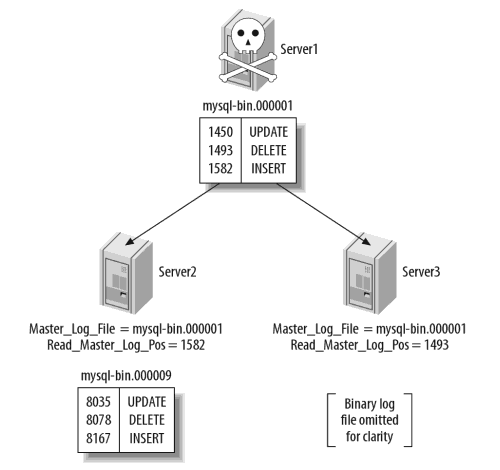 Server1
mysql-bin.000001
1450 UPDATE
1493 DELETE
1582 INSERT
Server2
Server3
Master_Log_File = mysql-bin.000001
Read_Master_Log_Pos = 1582
Master_Log_File = mysql-bin.000001
Read_Master_Log_Pos = 1493
mysql-bin.000009
8035 UPDATE
8078 DELETE
8167 INSERT
Binary log
file omitted
for clarity